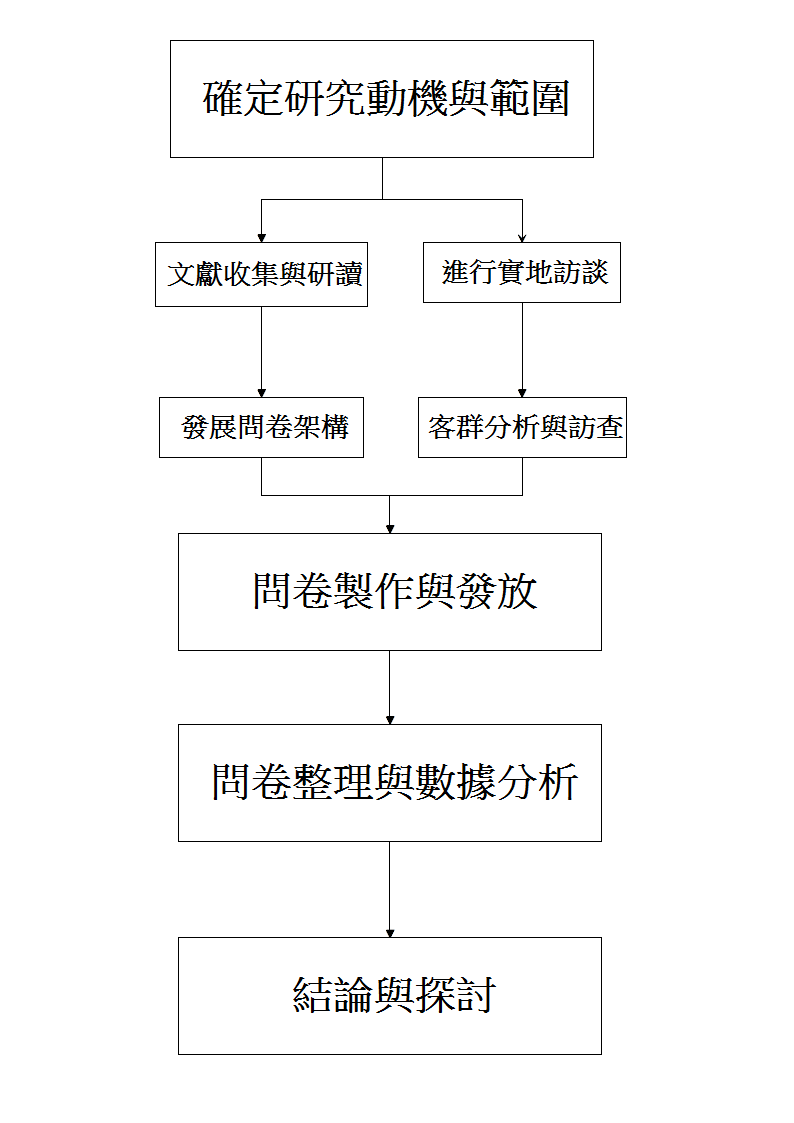 確定研究動機與範圍
文獻收集與研讀
進行實地訪談
發展問卷架構
客群分析與訪查
問卷製作與發放
問卷整理與數據分析
結論與探討